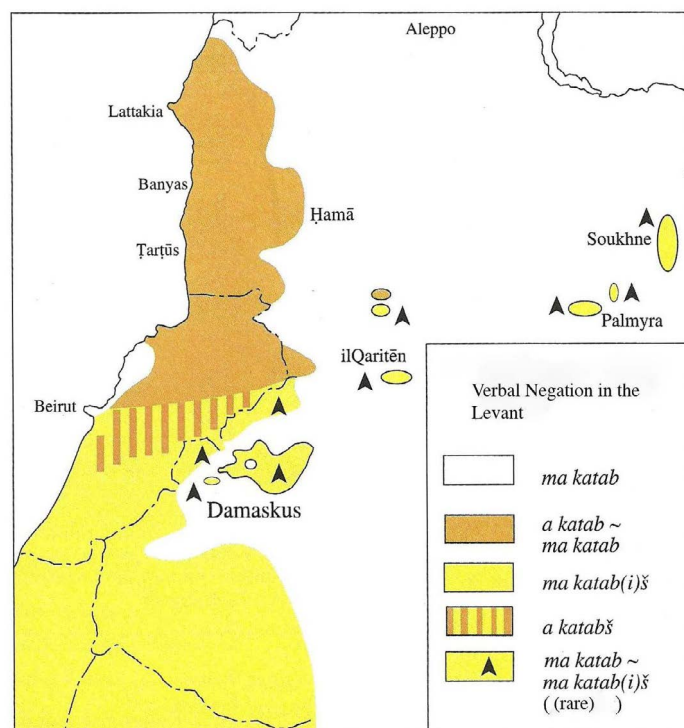 Aleppo
Lattakia
Banyas
Ḥamā
Ṭarṭūs
Soukhne
Palmyra
ilQaritēn
Beirut
Damaskus
Verbal Negation in the
Levant
ma katab
a katab ~
ma katab
ma katab(i)š
a katabš
ma katab ~
ma katab(i)š
( (rare) )